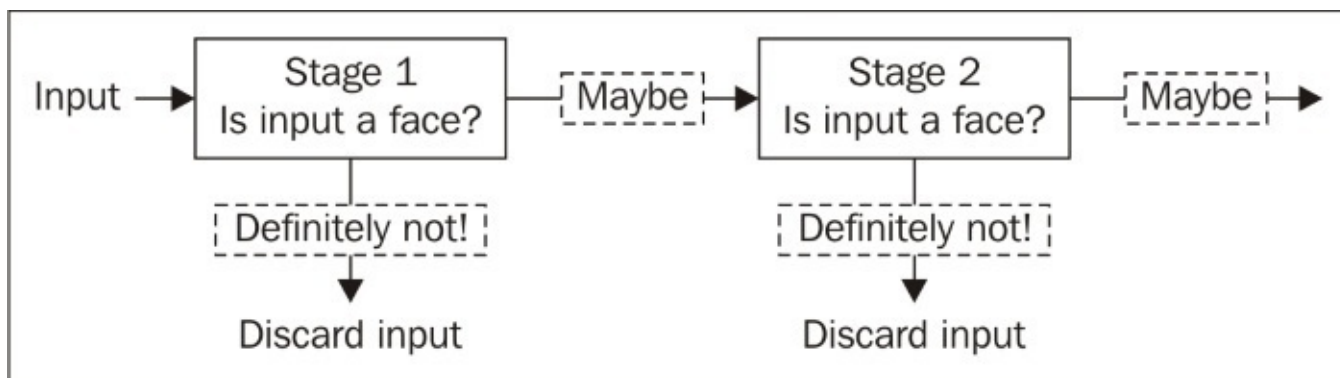 Input
Stage 1
Is input a face?
Maybe
Stage 2
Is input a face?
Maybe
Definitely not!
Definitely not!
Discard input
Discard input